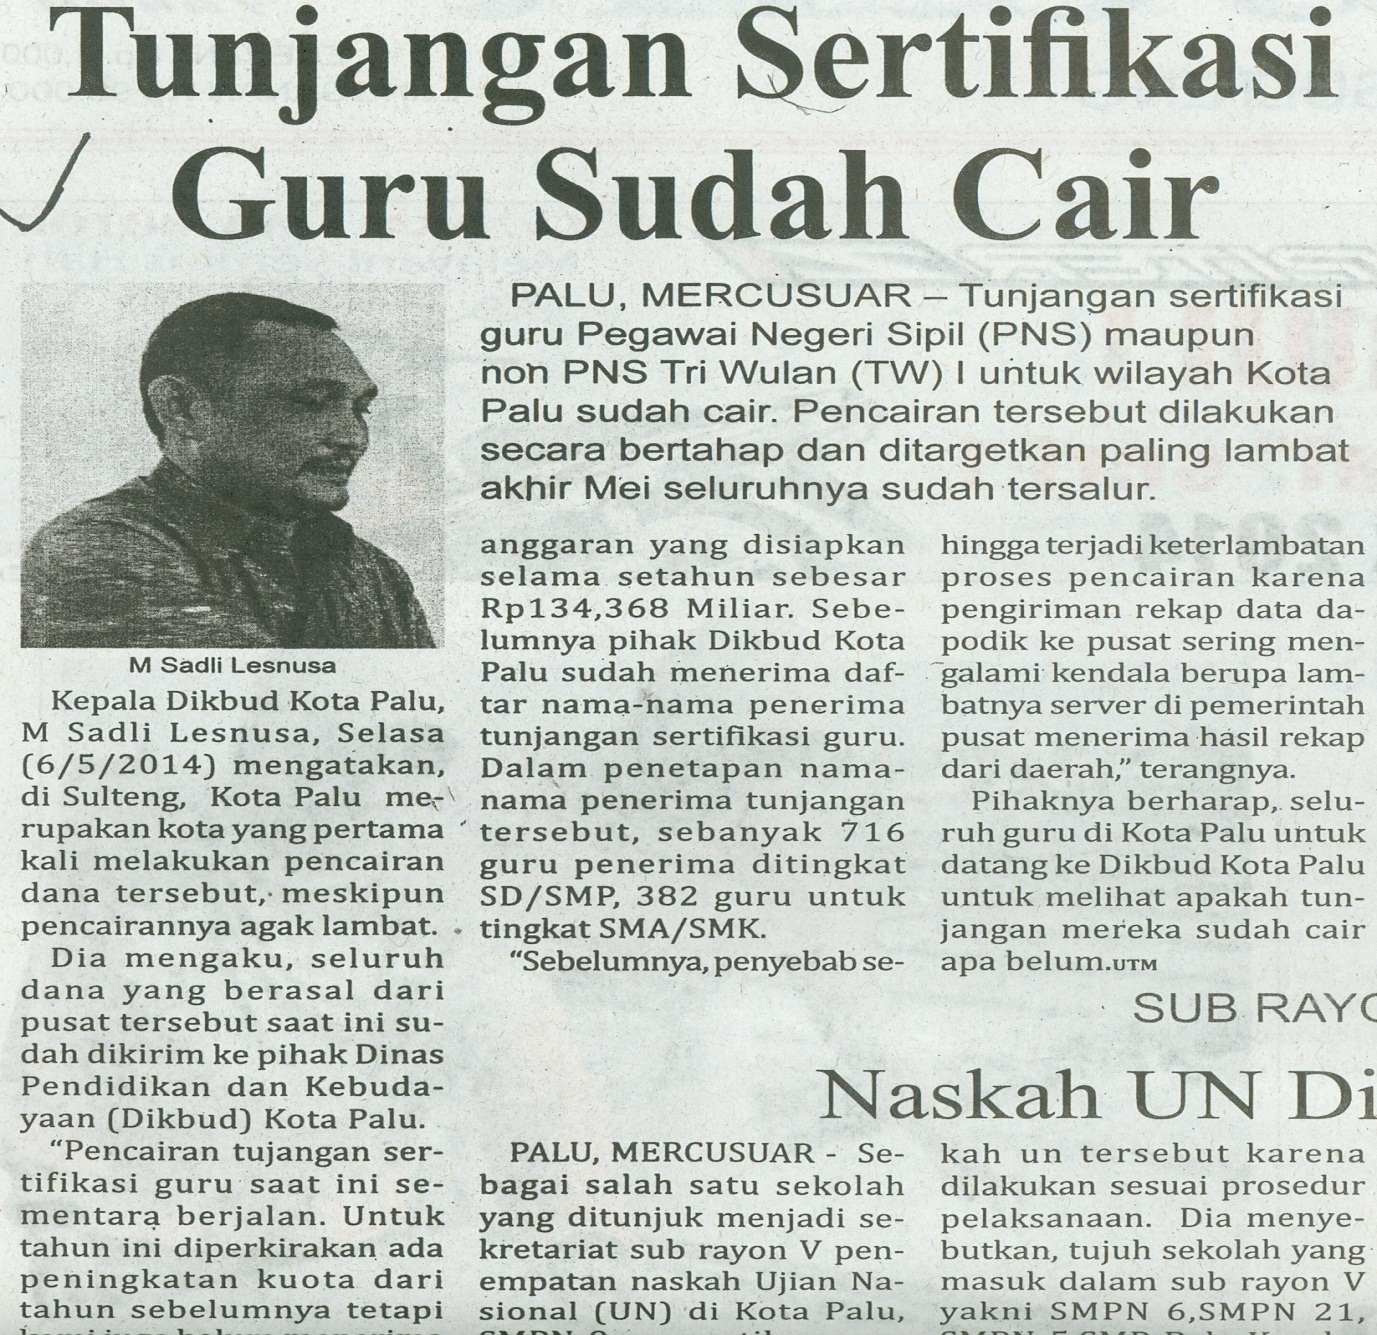 Tunjangan Sertifikasi
Guru Sudah Cair
PALU, MERCUSUAR – Tunjangan sertifikasi
guru Pegawai Negeri Sipil (PNS) maupun
non PNS Tri Wulan (TW) I untuk wilayah Kota
Palu sudah cair. Pencairan tersebut dilakukan
secara bertahap dan ditargetkan paling lambat
akhir Mei seluruhnya sudah tersalur.
M Sadli Lesnusa
Kepala Dikbud Kota Palu,
M Sadli Lesnusa, Selasa
(6/5/2014) mengatakan,
di Sulteng, Kota Palu me-
rupakan kota yang pertama
kali melakukan pencairan
dana tersebut, meskipun
pencairannya agak lambat.
Dia mengaku, seluruh
dana yang berasal dari
pusat tersebut saat ini su-
dah dikirim ke pihak Dinas
Pendidikan dan Kebuda-
yaan (Dikbud) Kota Palu.
“Pencairan tujangan ser-
tifikasi guru saat ini se-
mentara berjalan. Untuk
tahun ini diperkirakan ada
peningkatan kuota dari
tahun sebelumnya tetapi
anggaran yang disiapkan
selama setahun sebesar
Rp134,368 Miliar. Sebe-
lumnya pihak Dikbud Kota
Palu sudah menerima daf-
tar nama-nama penerima
tunjangan sertifikasi guru.
Dalam penetapan nama-
nama penerima tunjangan
tersebut, sebanyak 716
guru penerima ditingkat
SD/SMP, 382 guru untuk
tingkat SMA/SMK.
“Sebelumnya, penyebab se-
hingga terjadi keterlambatan
proses pencairan karena
pengiriman rekap data da-
podik ke pusat sering men-
galami kendala berupa lam-
batnya server di pemerintah
pusat menerima hasil rekap
dari daerah,” terangnya.
Pihaknya berharap, selu-
ruh guru di Kota Palu untuk
datang ke Dikbud Kota Palu
untuk melihat apakah tun-
jangan mereka sudah cair
apa belum.UTM
SUB RAYO
Naskah UN Di
PALU, MERCUSUAR - Se-
bagai salah satu sekolah
yang ditunjuk menjadi se-
kretariat sub rayon V pen-
empatan naskah Ujian Na-
sional (UN) di Kota Palu,
kah un tersebut karena
dilakukan sesuai prosedur
pelaksanaan. Dia menye-
butkan, tujuh sekolah yang
masuk dalam sub rayon V
yakni SMPN 6,SMPN 21,